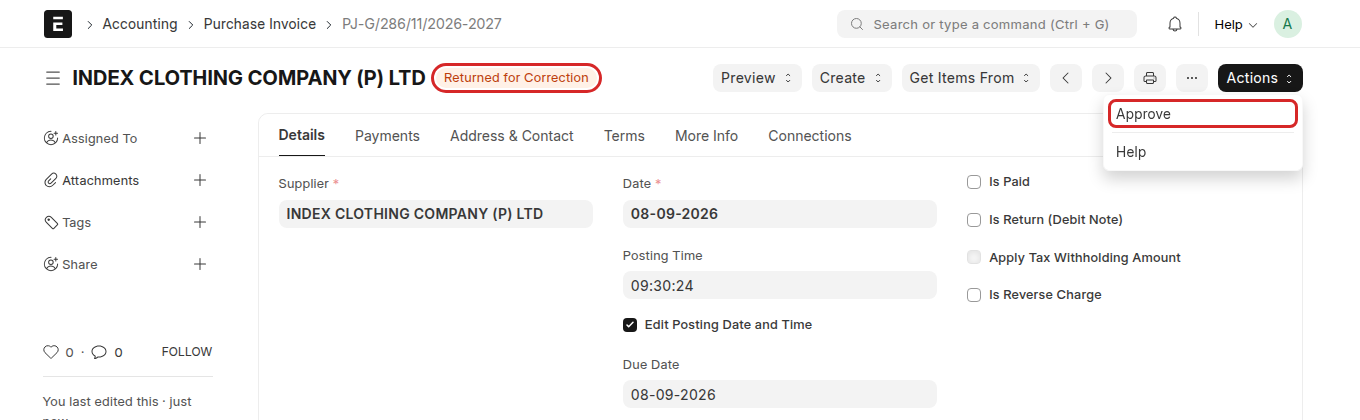 E Accounting Purchase Invoice PJ-G/286/11/2026-2027 Search or type a command (Ctrl + G) Help A
INDEX CLOTHING COMPANY (P) LTD Returned for Correction Preview Create Get Items From ... Actions
Approve
Help
Assigned To
Attachments
Tags
Share
0 · 0 FOLLOW
You last edited this · just
Details Payments Address & Contact Terms More Info Connections
Supplier *
INDEX CLOTHING COMPANY (P) LTD
Date *
08-09-2026
Posting Time
09:30:24
Edit Posting Date and Time
Due Date
08-09-2026
Is Paid
Is Return (Debit Note)
Apply Tax Withholding Amount
Is Reverse Charge